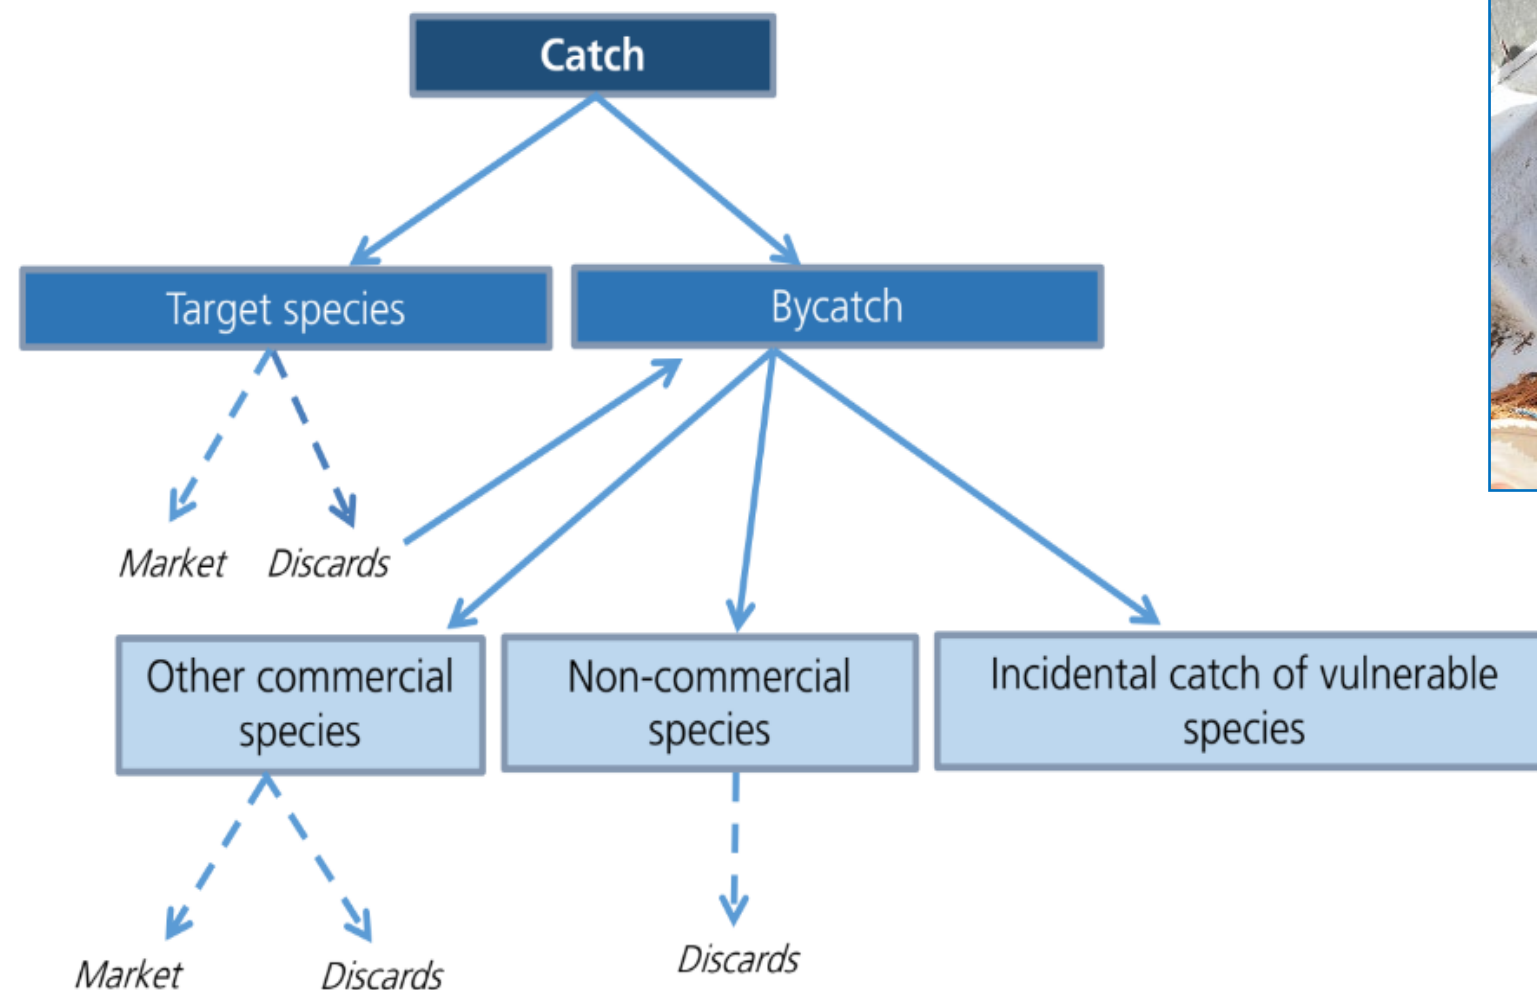 Catch
Target species
Bycatch
Market
Discards
Other commercial
species
Non-commercial
species
Incidental catch of vulnerable
species
Market
Discards
Discards